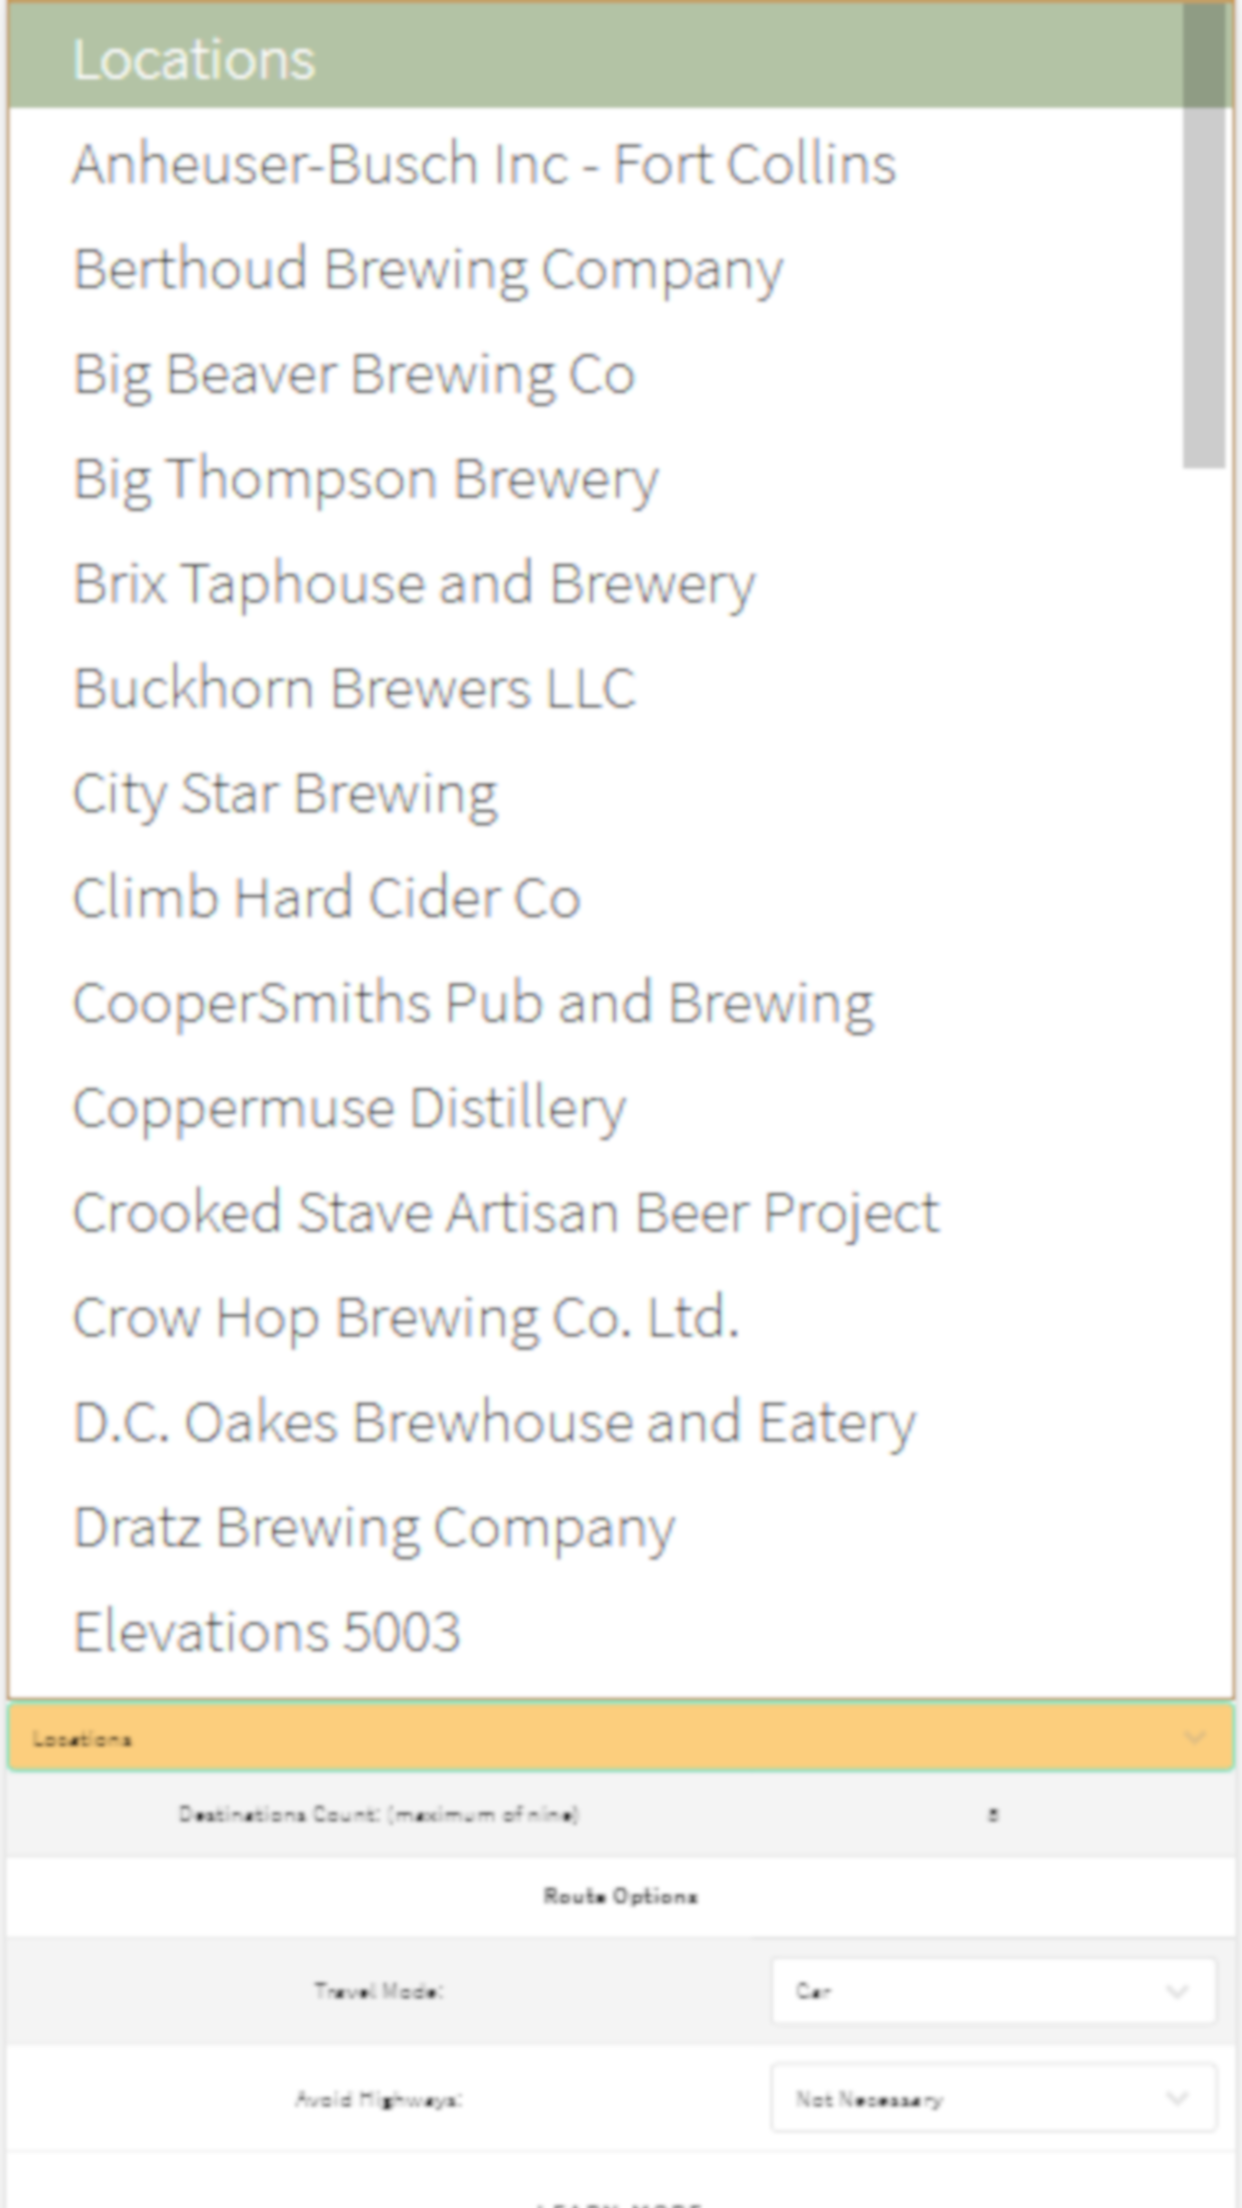 Locations
Anheuser-Busch Inc - Fort Collins
Berthoud Brewing Company
Big Beaver Brewing Co
Big Thompson Brewery
Brix Taphouse and Brewery
Buckhorn Brewers LLC
City Star Brewing
Climb Hard Cider Co
CooperSmiths Pub and Brewing
Coppermuse Distillery
Crooked Stave Artisan Beer Project
Crow Hop Brewing Co. Ltd.
D.C. Oakes Brewhouse and Eatery
Dratz Brewing Company
Elevations 5003
Locations
Destinations Count: (maximum of nine)
Route Options
Travel Mode: Car
Avoid Highways: Not Necessary
LEARN MORE